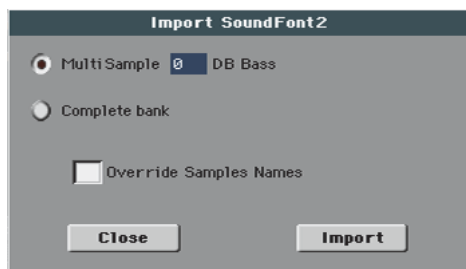 Import SoundFont2
MultiSample 0 DB Bass
Complete bank
Override Samples Names
Close Import